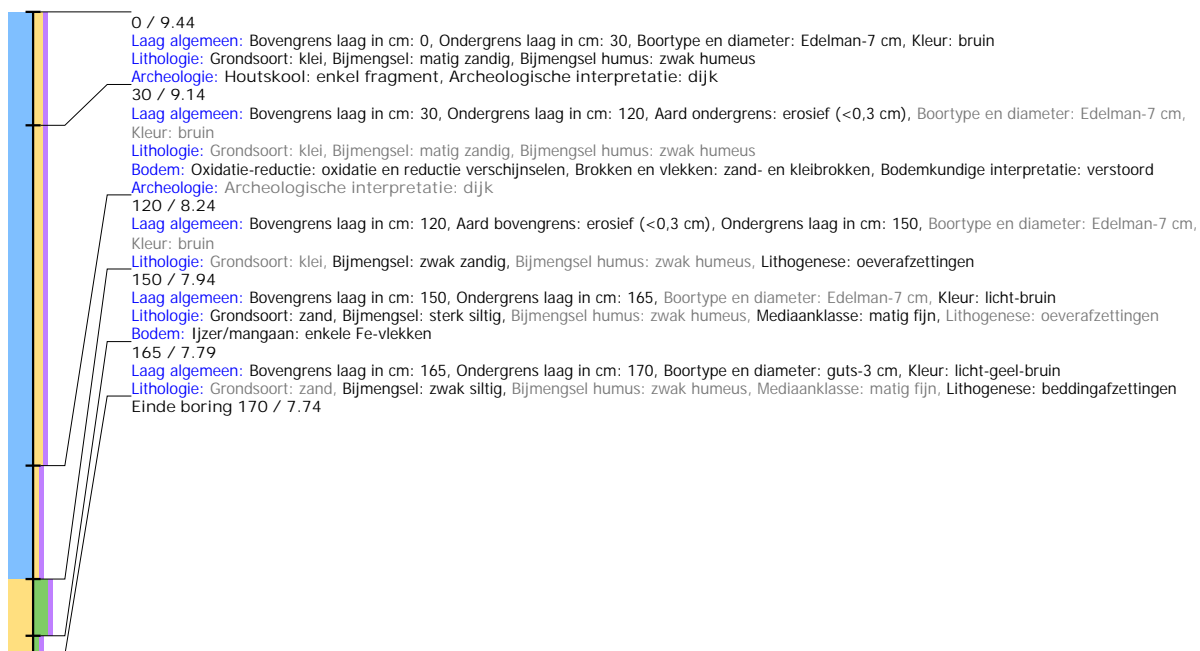 0 / 9.44
Laag algemeen: Bovengrens laag in cm: 0, Ondergrens laag in cm: 30, Boortype en diameter: Edelman-7 cm, Kleur: bruin
Lithologie: Grondsoort: klei, Bijmengsel: matig zandig, Bijmengsel humus: zwak humeus
Archeologie: Houtskool: enkel fragment, Archeologische interpretatie: dijk
30 / 9.14
Laag algemeen: Bovengrens laag in cm: 30, Ondergrens laag in cm: 120, Aard ondergrens: erosief (<0,3 cm), Boortype en diameter: Edelman-7 cm,
Kleur: bruin
Lithologie: Grondsoort: klei, Bijmengsel: matig zandig, Bijmengsel humus: zwak humeus
Bodem: Oxidatie-reductie: oxidatie en reductie verschijnselen, Brokken en vlekken: zand- en kleibrokken, Bodemkundige interpretatie: verstoord
Archeologie: Archeologische interpretatie: dijk
120 / 8.24
Laag algemeen: Bovengrens laag in cm: 120, Aard bovengrens: erosief (<0,3 cm), Ondergrens laag in cm: 150, Boortype en diameter: Edelman-7 cm,
Kleur: bruin
Lithologie: Grondsoort: klei, Bijmengsel: zwak zandig, Bijmengsel humus: zwak humeus, Lithogenese: oeverafzettingen
150 / 7.94
Laag algemeen: Bovengrens laag in cm: 150, Ondergrens laag in cm: 165, Boortype en diameter: Edelman-7 cm, Kleur: licht-bruin
Lithologie: Grondsoort: zand, Bijmengsel: sterk siltig, Bijmengsel humus: zwak humeus, Mediaanklasse: matig fijn, Lithogenese: oeverafzettingen
Bodem: Ijzer/mangaan: enkele Fe-vlekken
165 / 7.79
Laag algemeen: Bovengrens laag in cm: 165, Ondergrens laag in cm: 170, Boortype en diameter: guts-3 cm, Kleur: licht-geel-bruin
Lithologie: Grondsoort: zand, Bijmengsel: zwak siltig, Bijmengsel humus: zwak humeus, Mediaanklasse: matig fijn, Lithogenese: beddingafzettingen
Einde boring 170 / 7.74